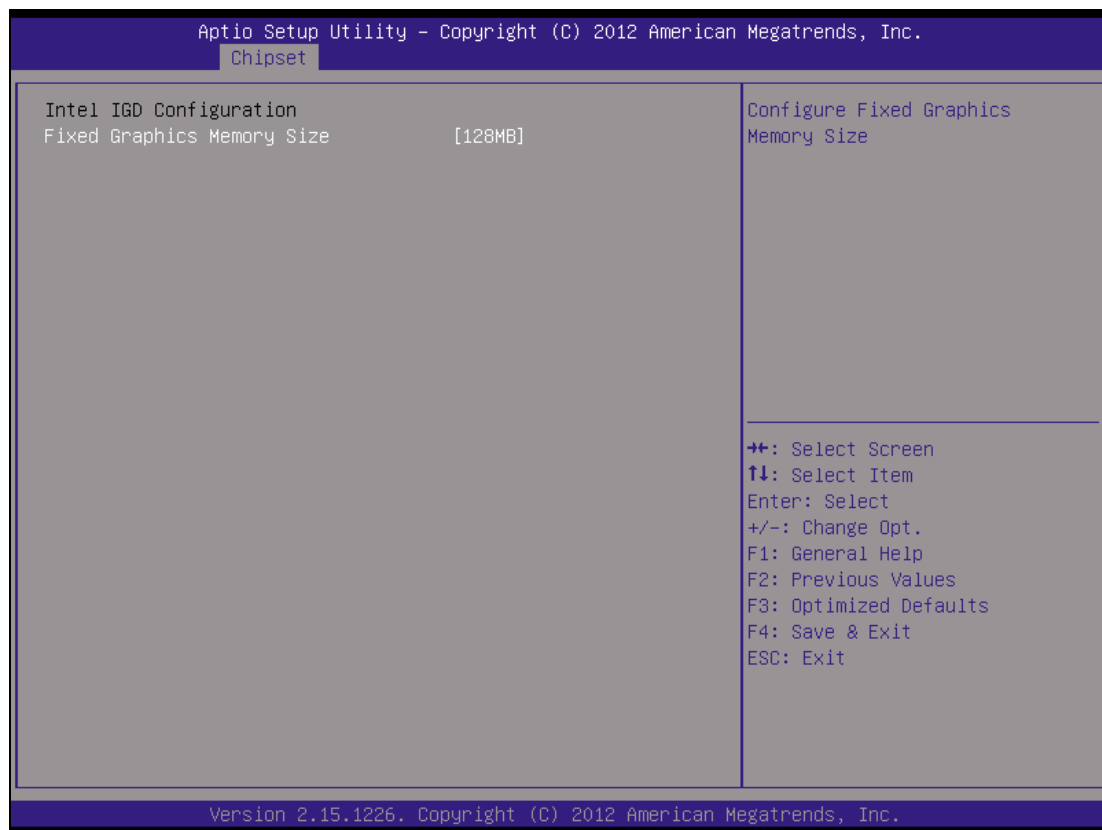 Aptio Setup Utility – Copyright (C) 2012 American Megatrends, Inc.
Chipset
Intel IGD Configuration
Fixed Graphics Memory Size [128MB]
Configure Fixed Graphics
Memory Size
→←: Select Screen
↑↓: Select Item
Enter: Select
+/-: Change Opt.
F1: General Help
F2: Previous Values
F3: Optimized Defaults
F4: Save & Exit
ESC: Exit
Version 2.15.1226. Copyright (C) 2012 American Megatrends, Inc.